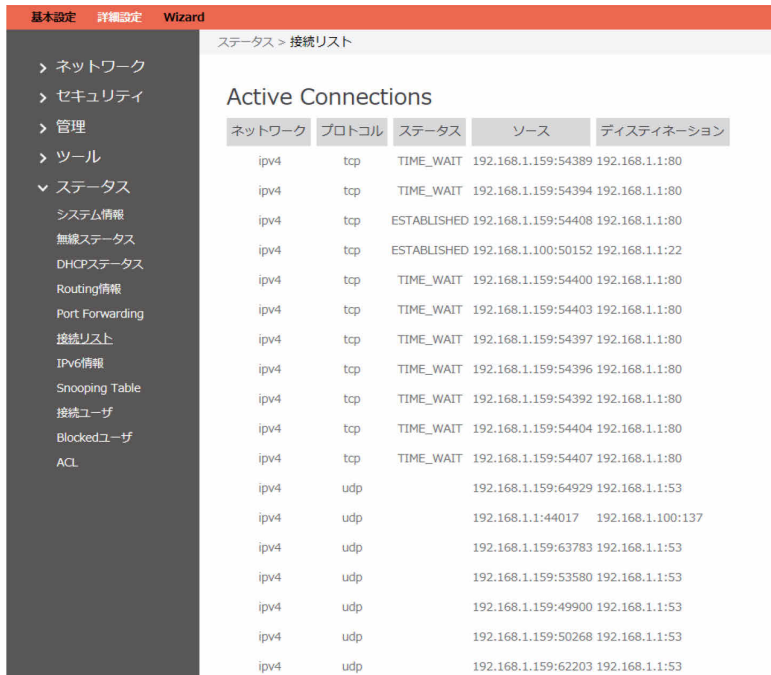 基本設定 詳細設定 Wizard
ステータス > 接続リスト
ネットワーク
セキュリティ
管理
ツール
ステータス
システム情報
無線ステータス
DHCPステータス
Routing情報
Port Forwarding
接続リスト
IPv6情報
Snooping Table
接続ユーザ
Blockedユーザ
ACL
Active Connections
ネットワーク プロトコル ステータス ソース ディスティネーション
ipv4 tcp TIME_WAIT 192.168.1.159:54389 192.168.1.1:80
ipv4 tcp TIME_WAIT 192.168.1.159:54394 192.168.1.1:80
ipv4 tcp ESTABLISHED 192.168.1.159:54408 192.168.1.1:80
ipv4 tcp ESTABLISHED 192.168.1.100:50152 192.168.1.1:22
ipv4 tcp TIME_WAIT 192.168.1.159:54400 192.168.1.1:80
ipv4 tcp TIME_WAIT 192.168.1.159:54403 192.168.1.1:80
ipv4 tcp TIME_WAIT 192.168.1.159:54397 192.168.1.1:80
ipv4 tcp TIME_WAIT 192.168.1.159:54396 192.168.1.1:80
ipv4 tcp TIME_WAIT 192.168.1.159:54392 192.168.1.1:80
ipv4 tcp TIME_WAIT 192.168.1.159:54404 192.168.1.1:80
ipv4 tcp TIME_WAIT 192.168.1.159:54407 192.168.1.1:80
ipv4 udp 192.168.1.159:64929 192.168.1.1:53
ipv4 udp 192.168.1.1:44017 192.168.1.100:137
ipv4 udp 192.168.1.159:63783 192.168.1.1:53
ipv4 udp 192.168.1.159:53580 192.168.1.1:53
ipv4 udp 192.168.1.159:49900 192.168.1.1:53
ipv4 udp 192.168.1.159:50268 192.168.1.1:53
ipv4 udp 192.168.1.159:62203 192.168.1.1:53